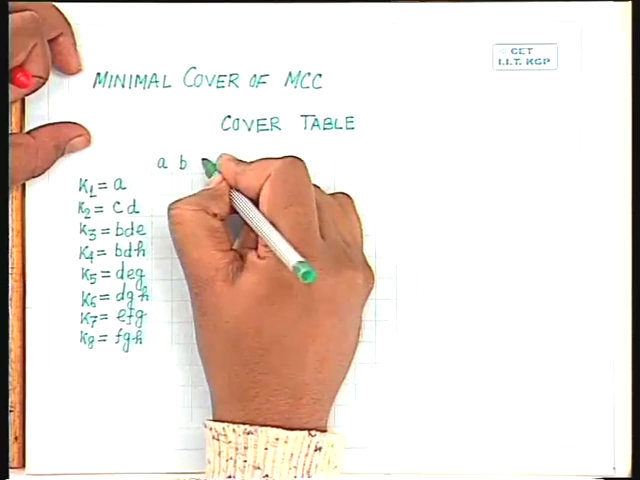 © CET
I.I.T. KGP
MINIMAL COVER OF MCC
COVER TABLE
a b
K1 = a
K2 = cd
K3 = bde
K4 = bdh
K5 = deg
K6 = dgh
K7 = efg
K8 = fgh